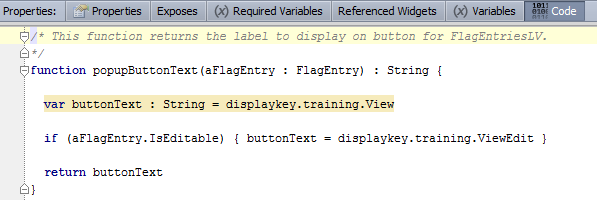 Properties: Properties Exposes (x) Required Variables Referenced Widgets (x) Variables Code
/* This function returns the label to display on button for FlagEntriesLV.
*/
function popupButtonText(aFlagEntry : FlagEntry) : String {
var buttonText : String = displaykey.training.View
if (aFlagEntry.IsEditable) { buttonText = displaykey.training.ViewEdit }
return buttonText
}